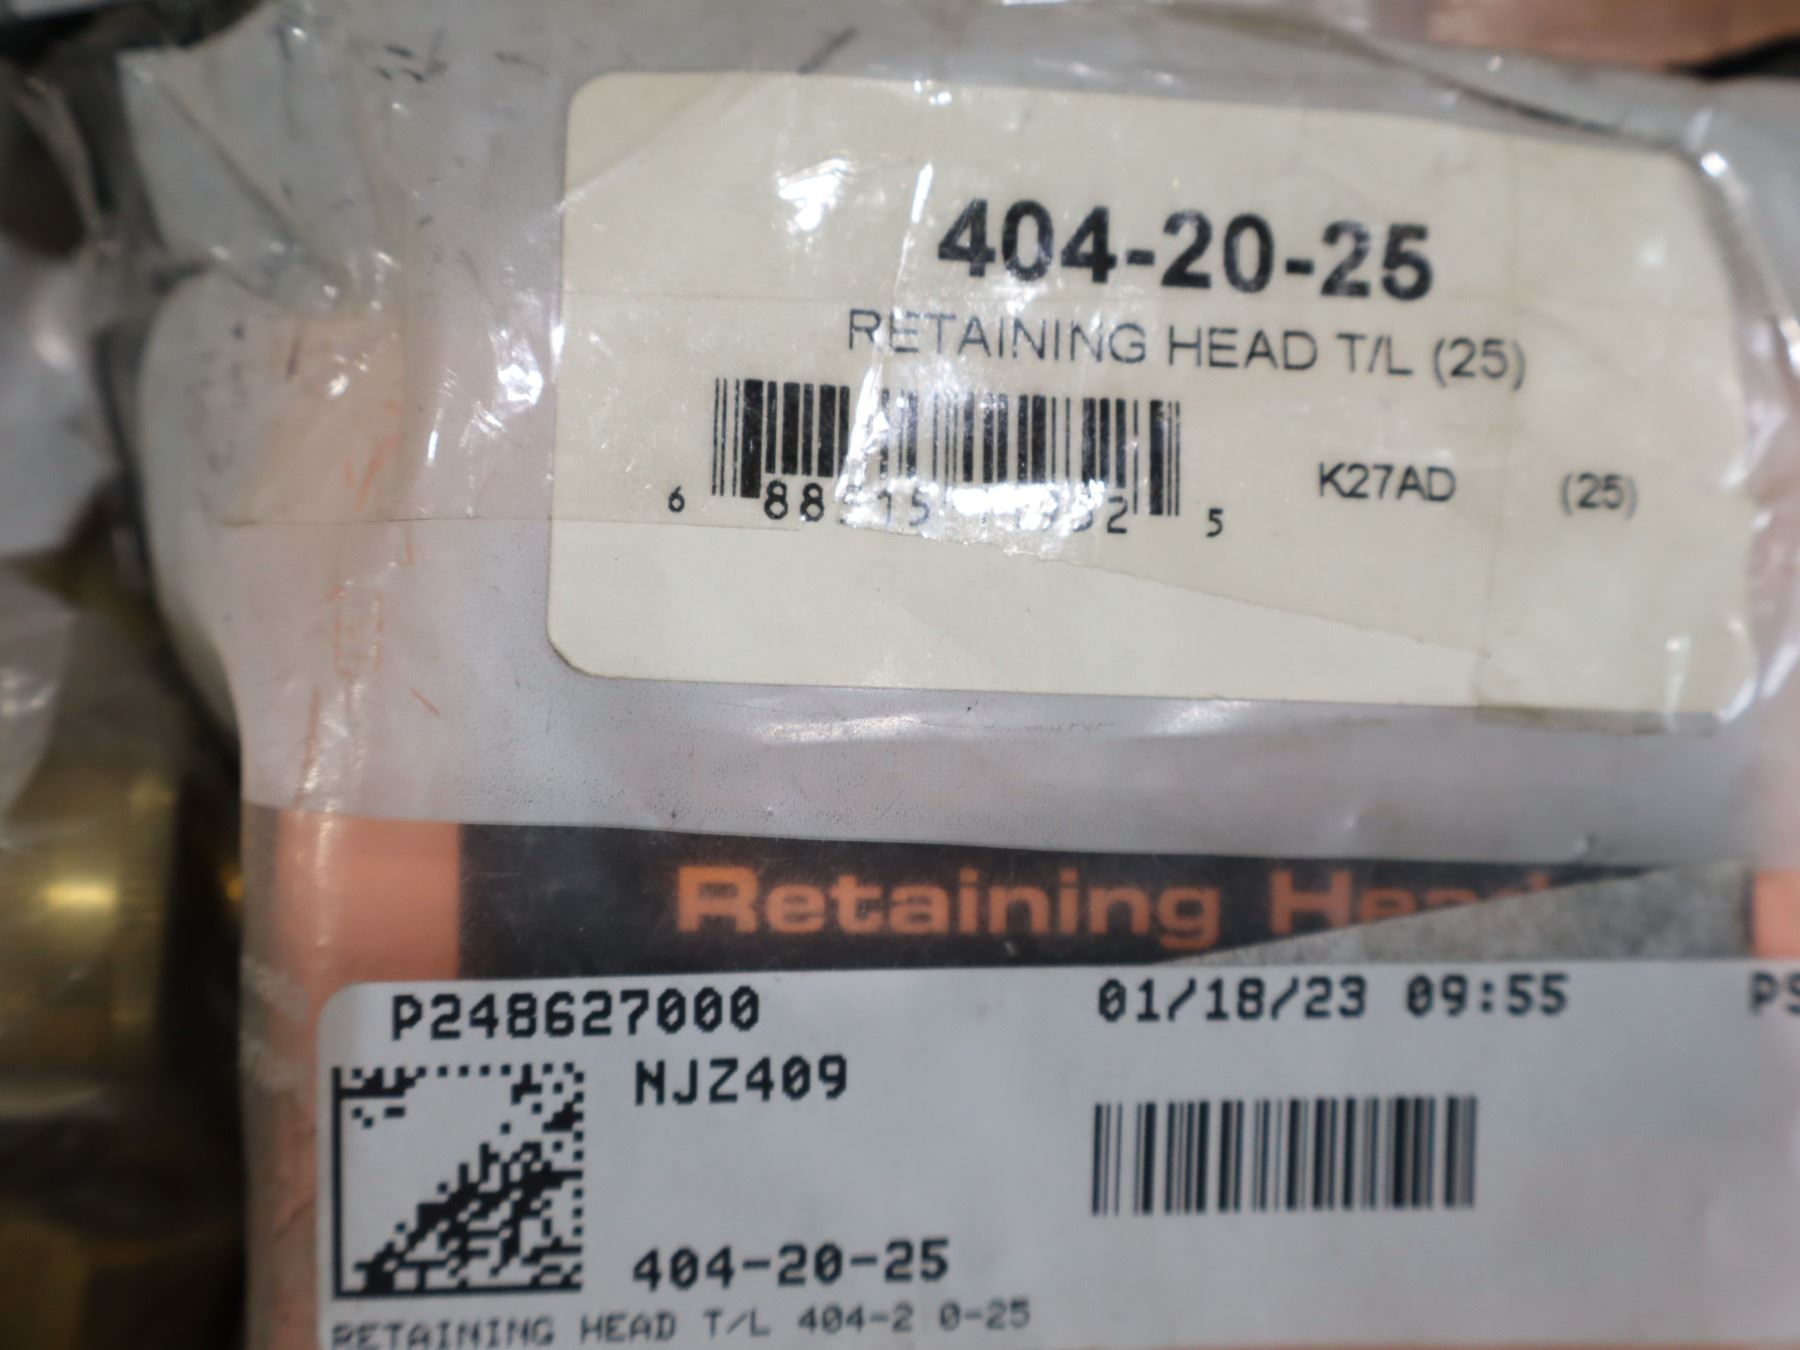 404-20-25
RETAINING HEAD T/L (25)
6 5
K27AD (25)
Retaining
P248627000 01/18/23 09:55
NJZ409
404-20-25
RETAINING HEAD T/L 404-2 0-25